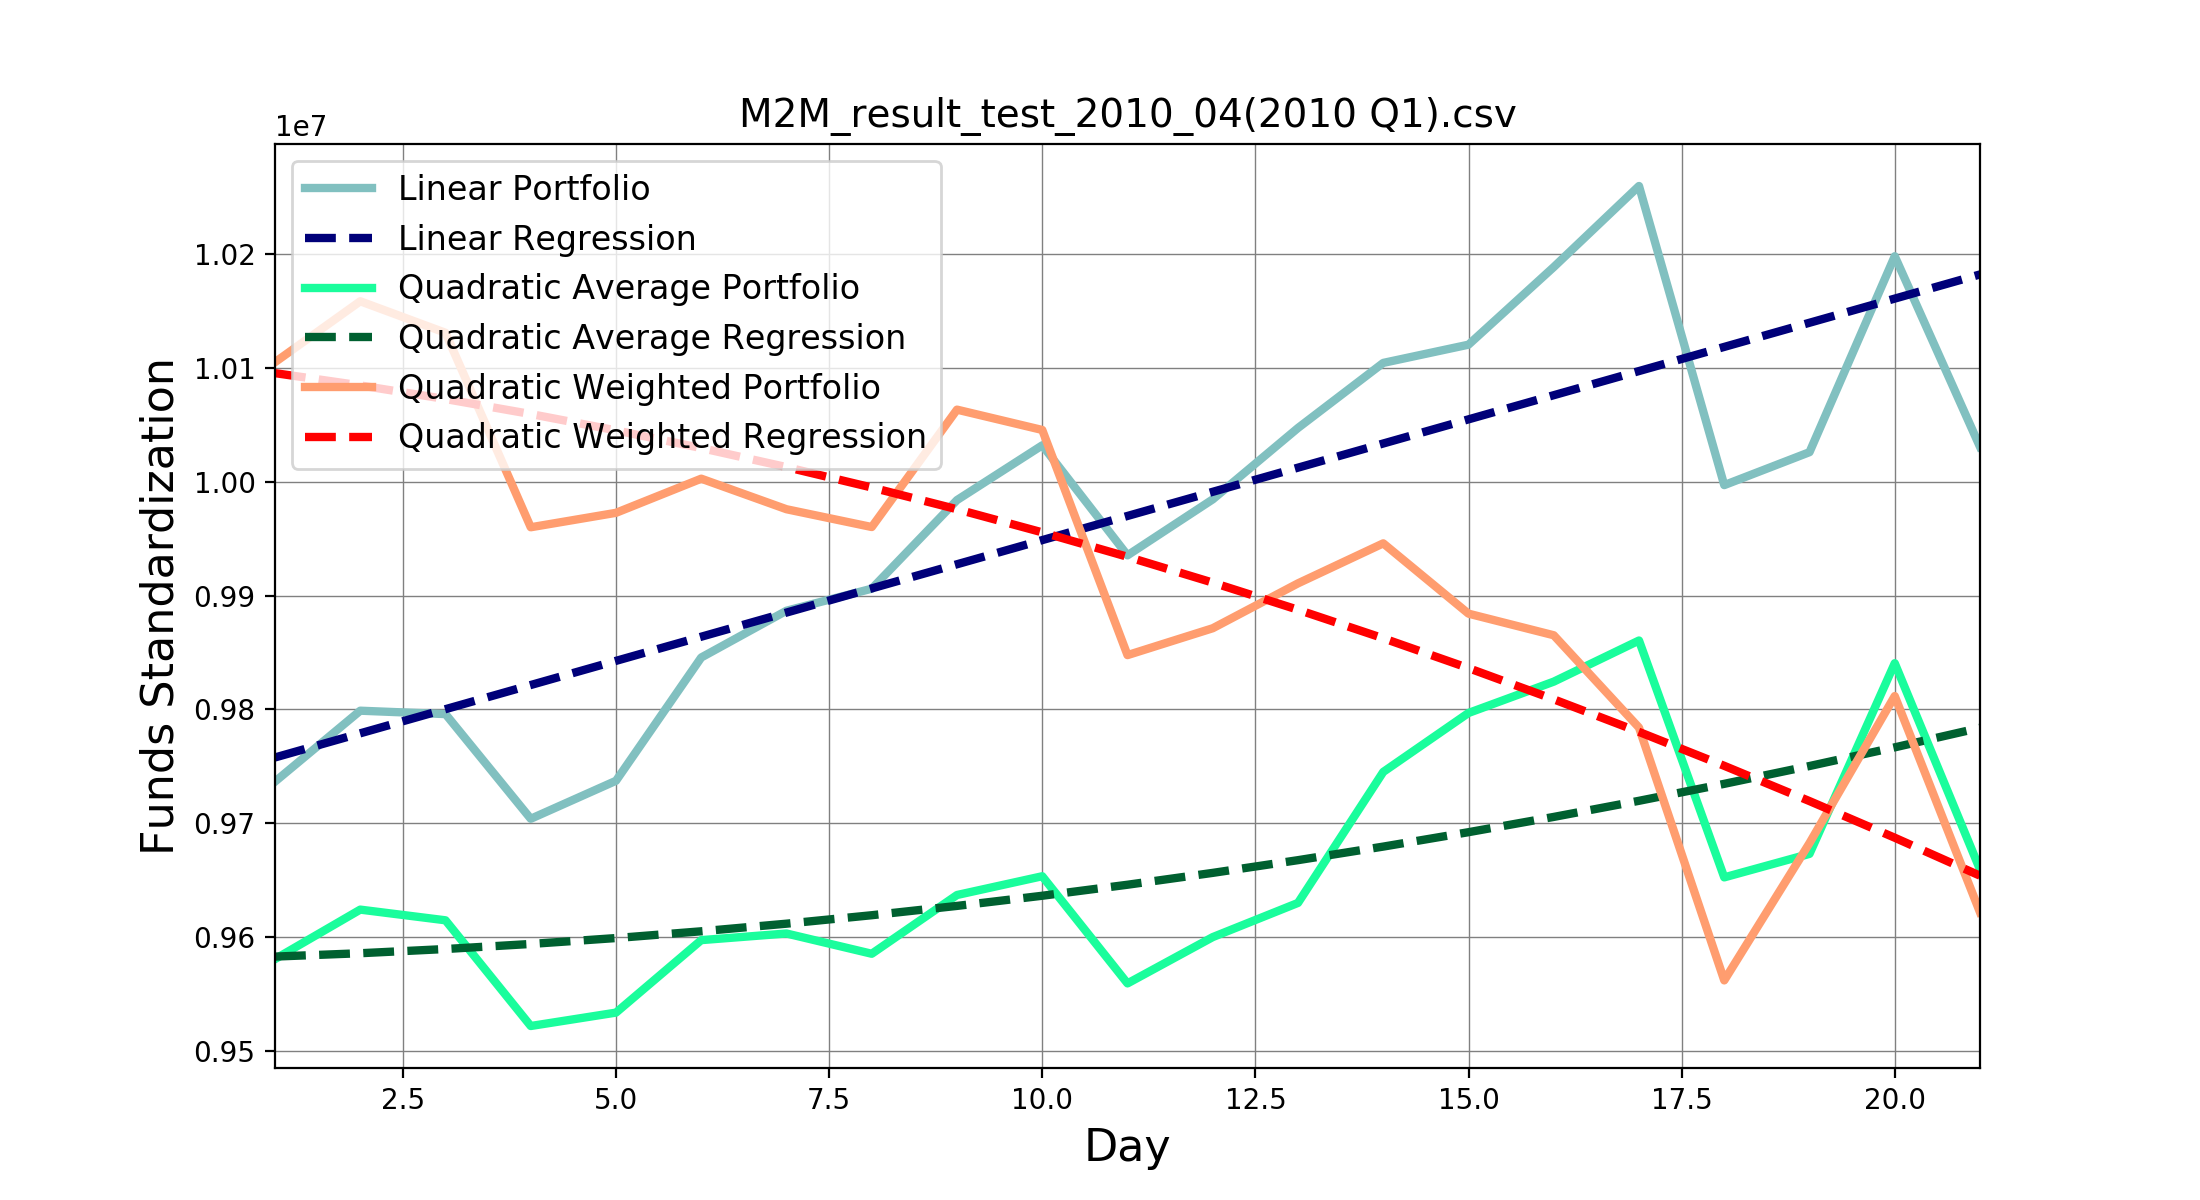 M2M_result_test_2010_04(2010 Q1).csv
1e7
Linear Portfolio
Linear Regression
Quadratic Average Portfolio
Quadratic Average Regression
Quadratic Weighted Portfolio
Quadratic Weighted Regression
1.02
1.01
1.00
0.99
0.98
0.97
0.96
0.95
Funds Standardization
2.5 5.0 7.5 10.0 12.5 15.0 17.5 20.0
Day